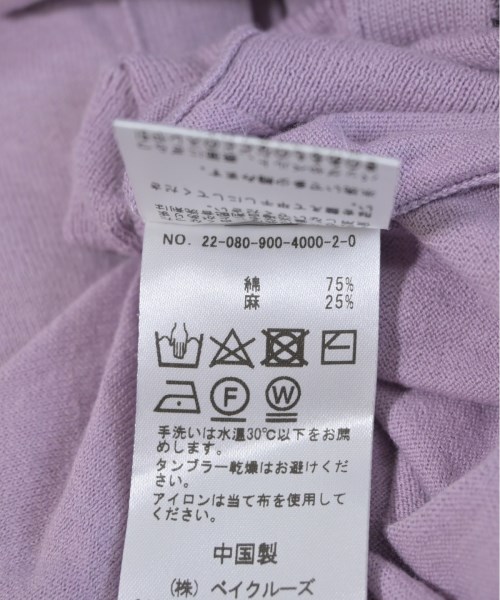 NO. 22-080-900-4000-2-0
綿 75%
麻 25%
F W
手洗いは水温30℃以下をお薦
めします。
タンブラー乾燥はお避けくださ
い。
アイロンは当て布を使用して
ください。
中国製
(株) ベイクルーズ